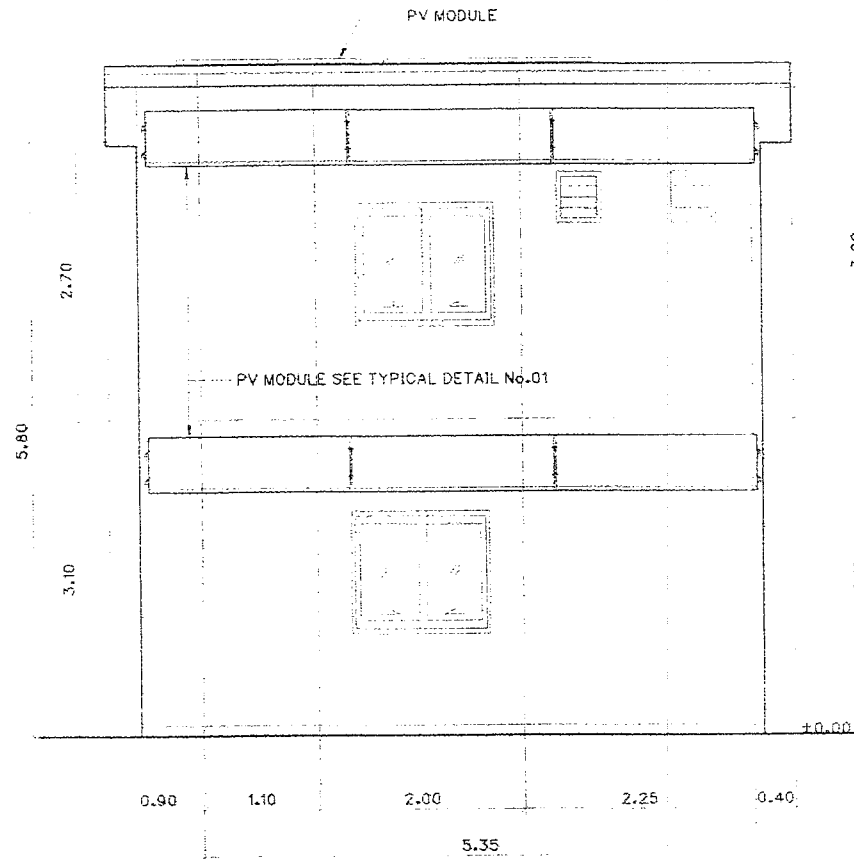 PV MODULE
2.70
PV MODULE SEE TYPICAL DETAIL No.01
5.80
3.10
±0.00
0.90 1.10 2.00 2.25 0.40
5.35